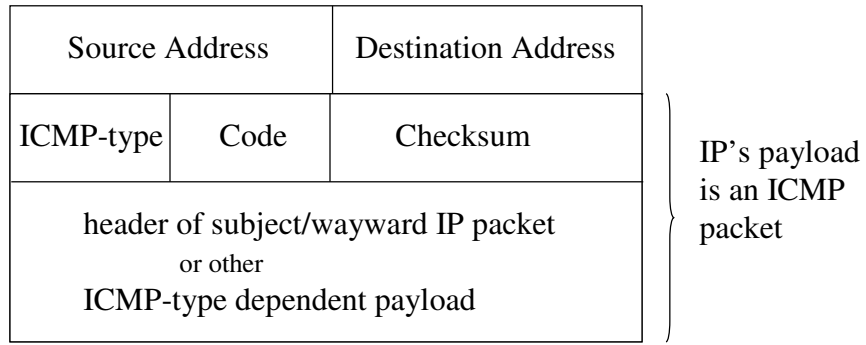 Source Address
Destination Address
ICMP-type
Code
Checksum
header of subject/wayward IP packet
or other
ICMP-type dependent payload
IP's payload
is an ICMP
packet